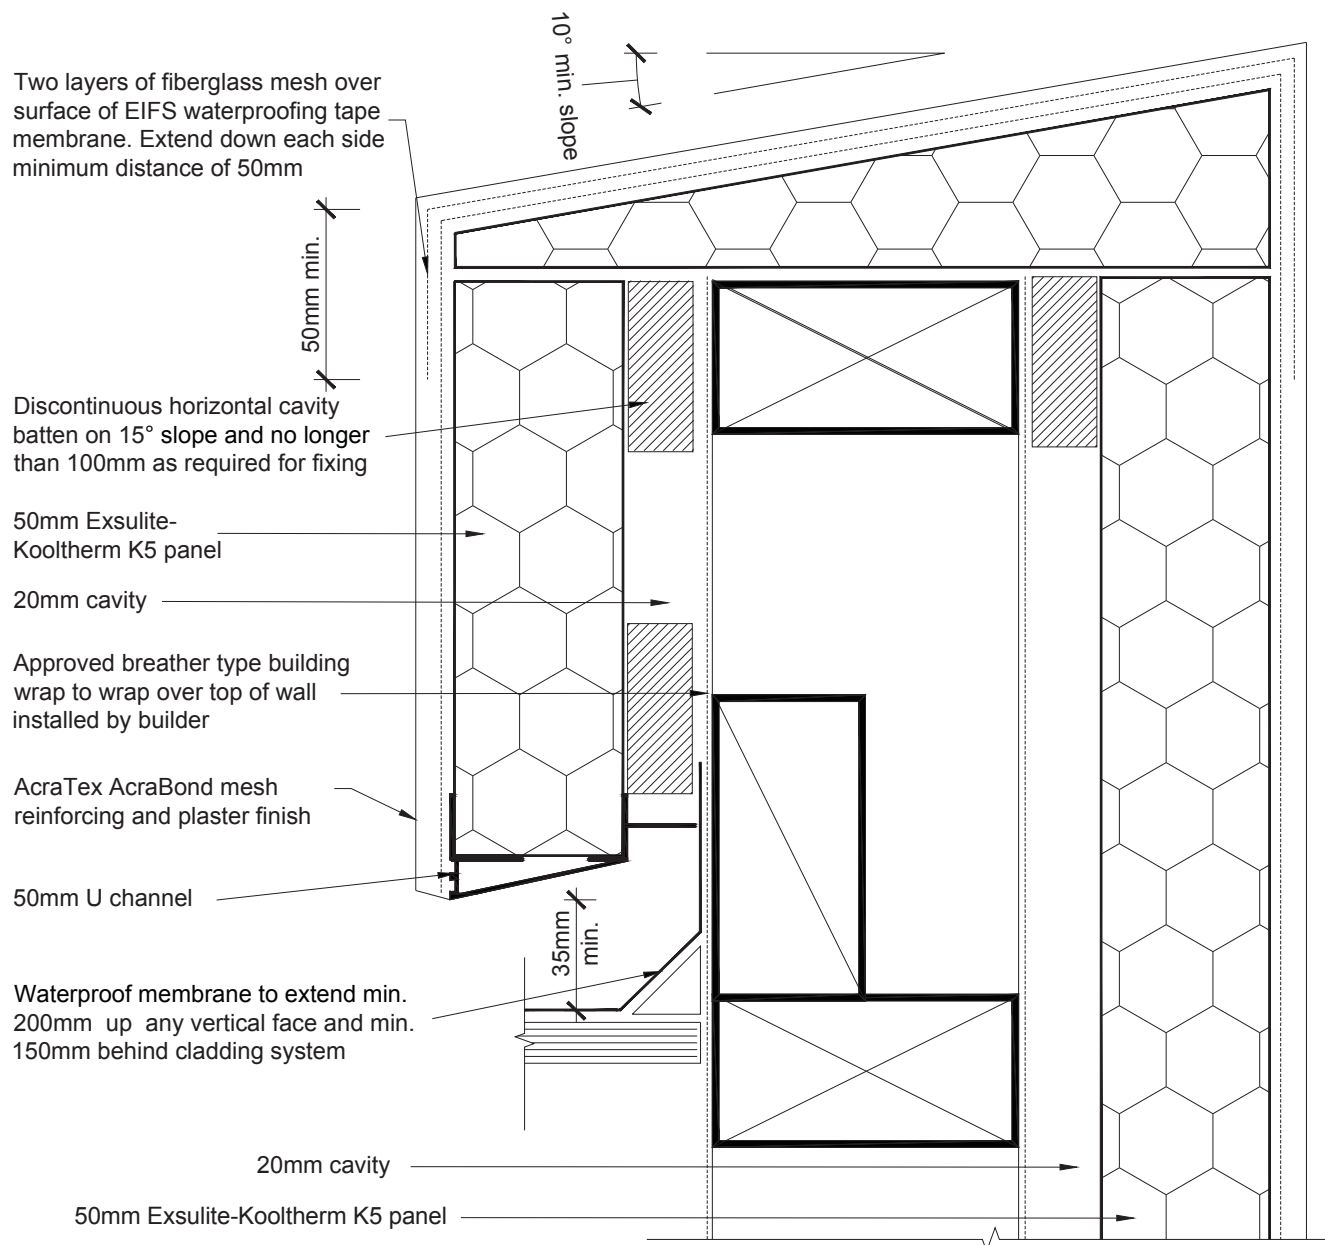 10° min. slope
Two layers of fiberglass mesh over
surface of EIFS waterproofing tape
membrane. Extend down each side
minimum distance of 50mm
50mm min.
Discontinuous horizontal cavity
batten on 15° slope and no longer
than 100mm as required for fixing
50mm Exsulite-
Kooltherm K5 panel
20mm cavity
Approved breather type building
wrap to wrap over top of wall
installed by builder
AcraTex AcraBond mesh
reinforcing and plaster finish
50mm U channel
35mm
min.
Waterproof membrane to extend min.
200mm up any vertical face and min.
150mm behind cladding system
20mm cavity
50mm Exsulite-Kooltherm K5 panel